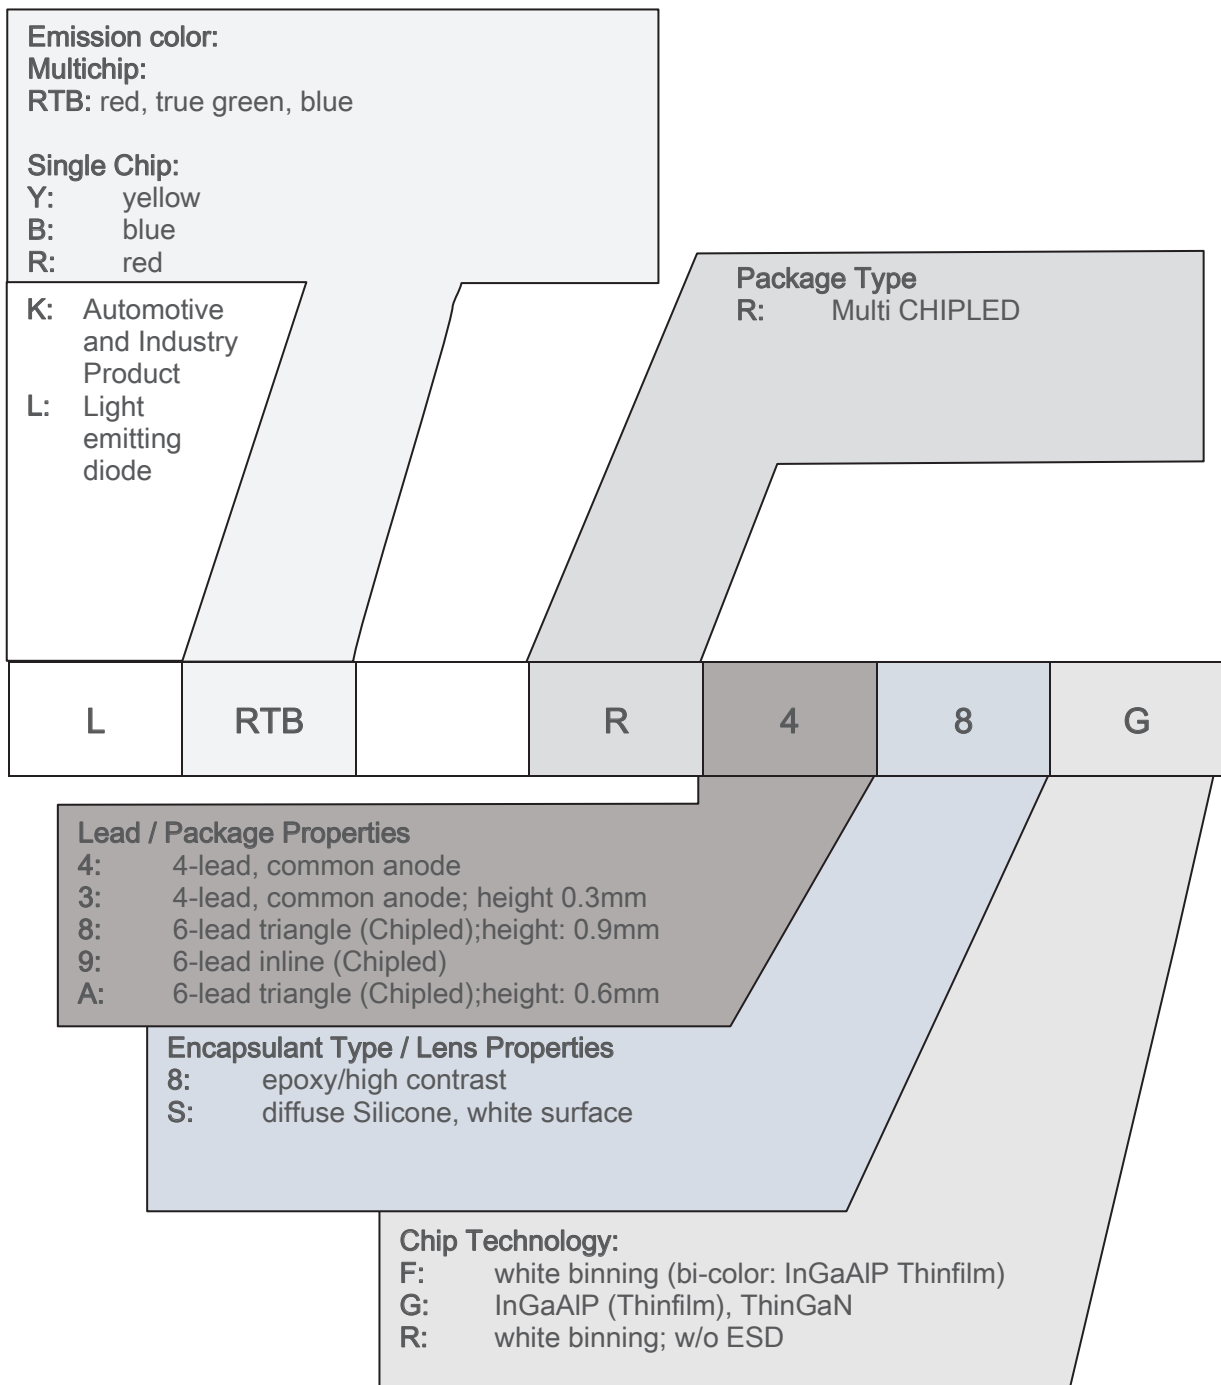 Emission color:
Multichip:
RTB: red, true green, blue
Single Chip:
Y: yellow
B: blue
R: red
K: Automotive
and Industry
Product
L: Light
emitting
diode
Package Type
R: Multi CHIPLED
L RTB R 4 8 G
Lead / Package Properties
4: 4-lead, common anode
3: 4-lead, common anode; height 0.3mm
8: 6-lead triangle (Chipled);height: 0.9mm
9: 6-lead inline (Chipled)
A: 6-lead triangle (Chipled);height: 0.6mm
Encapsulant Type / Lens Properties
8: epoxy/high contrast
S: diffuse Silicone, white surface
Chip Technology:
F: white binning (bi-color: InGaAlP Thinfilm)
G: InGaAlP (Thinfilm), ThinGaN
R: white binning; w/o ESD